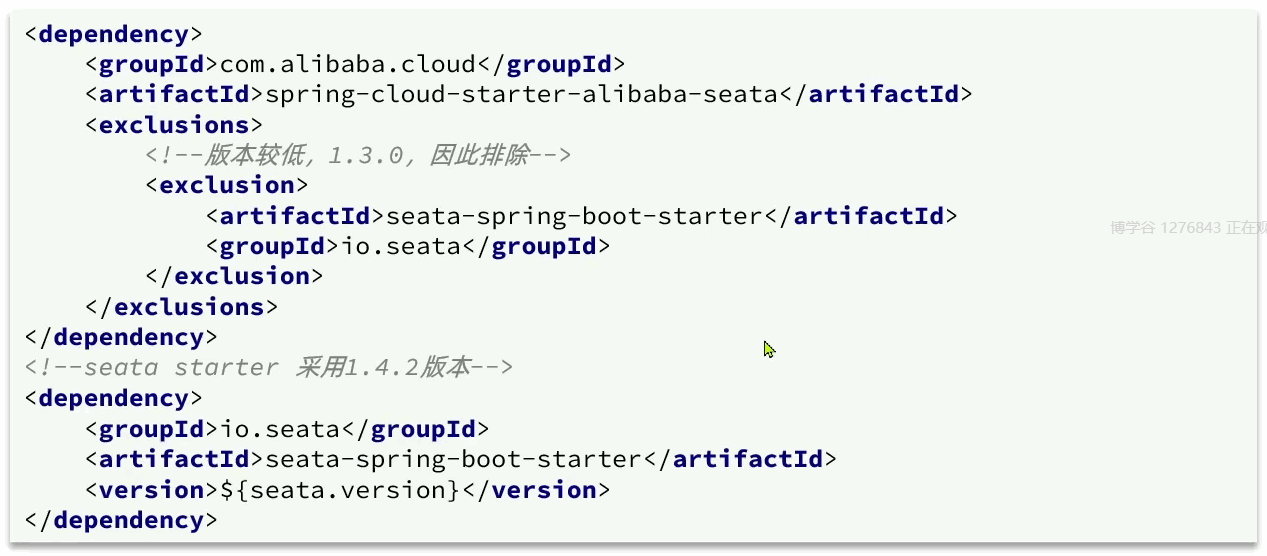 <dependency>
    <groupId>com.alibaba.cloud</groupId>
    <artifactId>spring-cloud-starter-alibaba-seata</artifactId>
    <exclusions>
        <!--版本较低，1.3.0，因此排除-->
        <exclusion>
            <artifactId>seata-spring-boot-starter</artifactId>
            <groupId>io.seata</groupId>
        </exclusion>
    </exclusions>
</dependency>
<!--seata starter 采用1.4.2版本-->
<dependency>
    <groupId>io.seata</groupId>
    <artifactId>seata-spring-boot-starter</artifactId>
    <version>${seata.version}</version>
</dependency>
博学谷 1276843 正在观